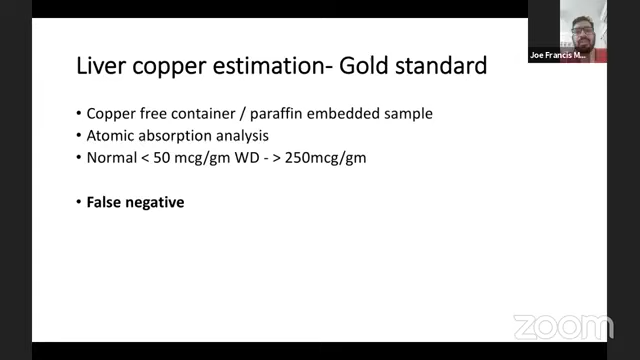 Joe Francis M...
Liver copper estimation- Gold standard
• Copper free container / paraffin embedded sample
• Atomic absorption analysis
• Normal < 50 mcg/gm WD - > 250mcg/gm
• False negative
zoom